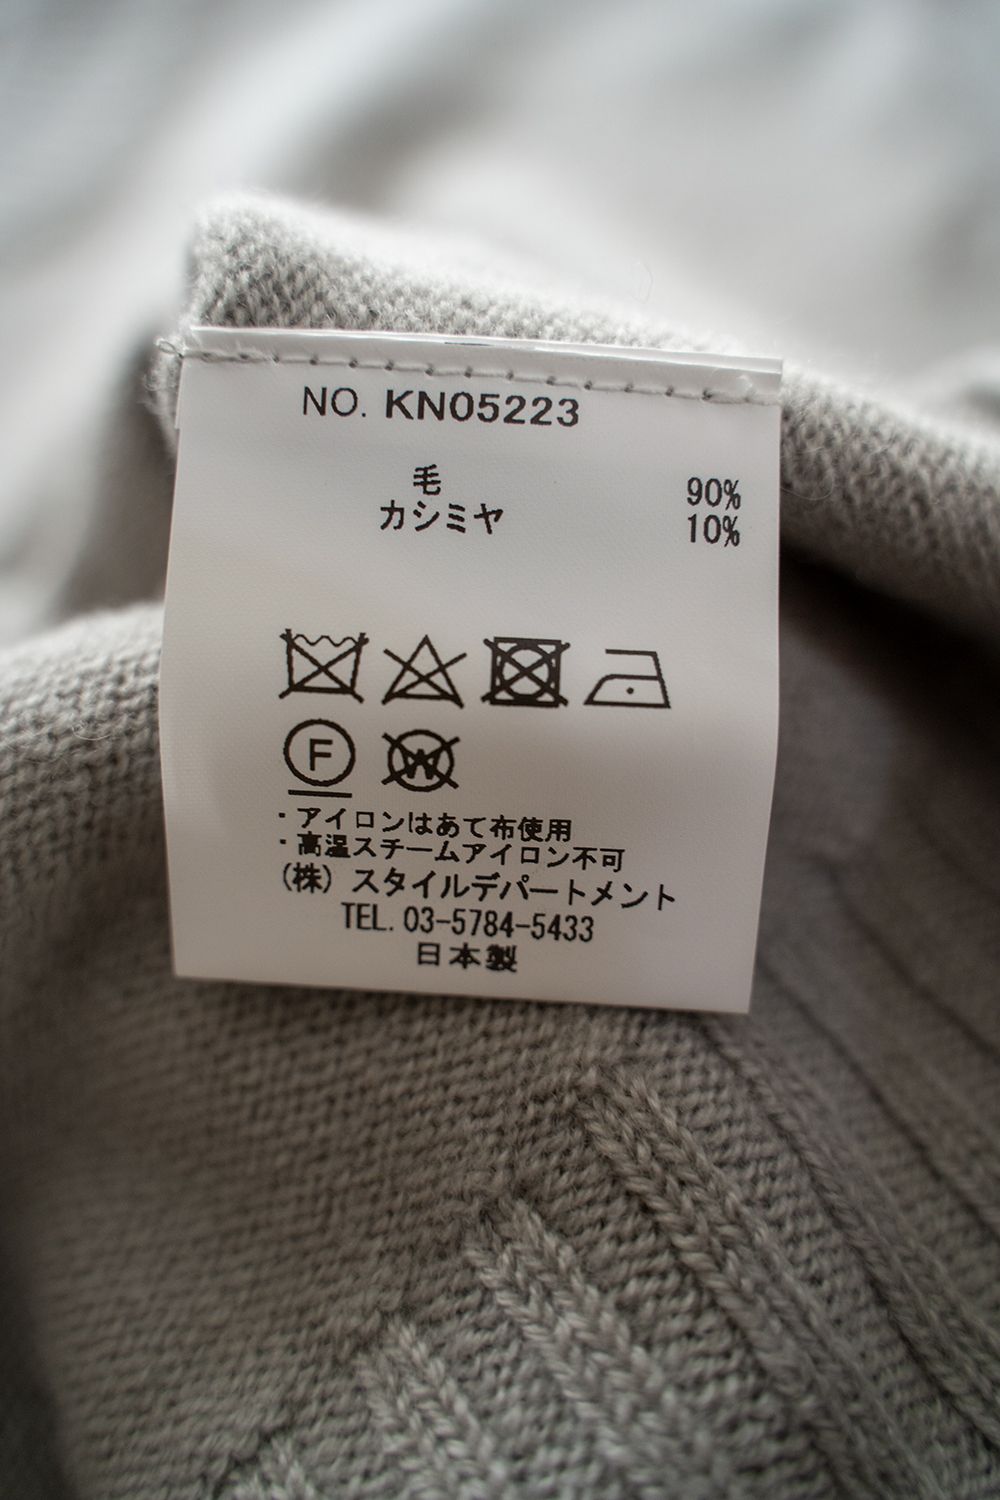 NO. KN05223
毛 90%
カシミヤ 10%
F W
・アイロンはあて布使用
・高温スチームアイロン不可
(株) スタイルデパートメント
TEL. 03-5784-5433
日本製